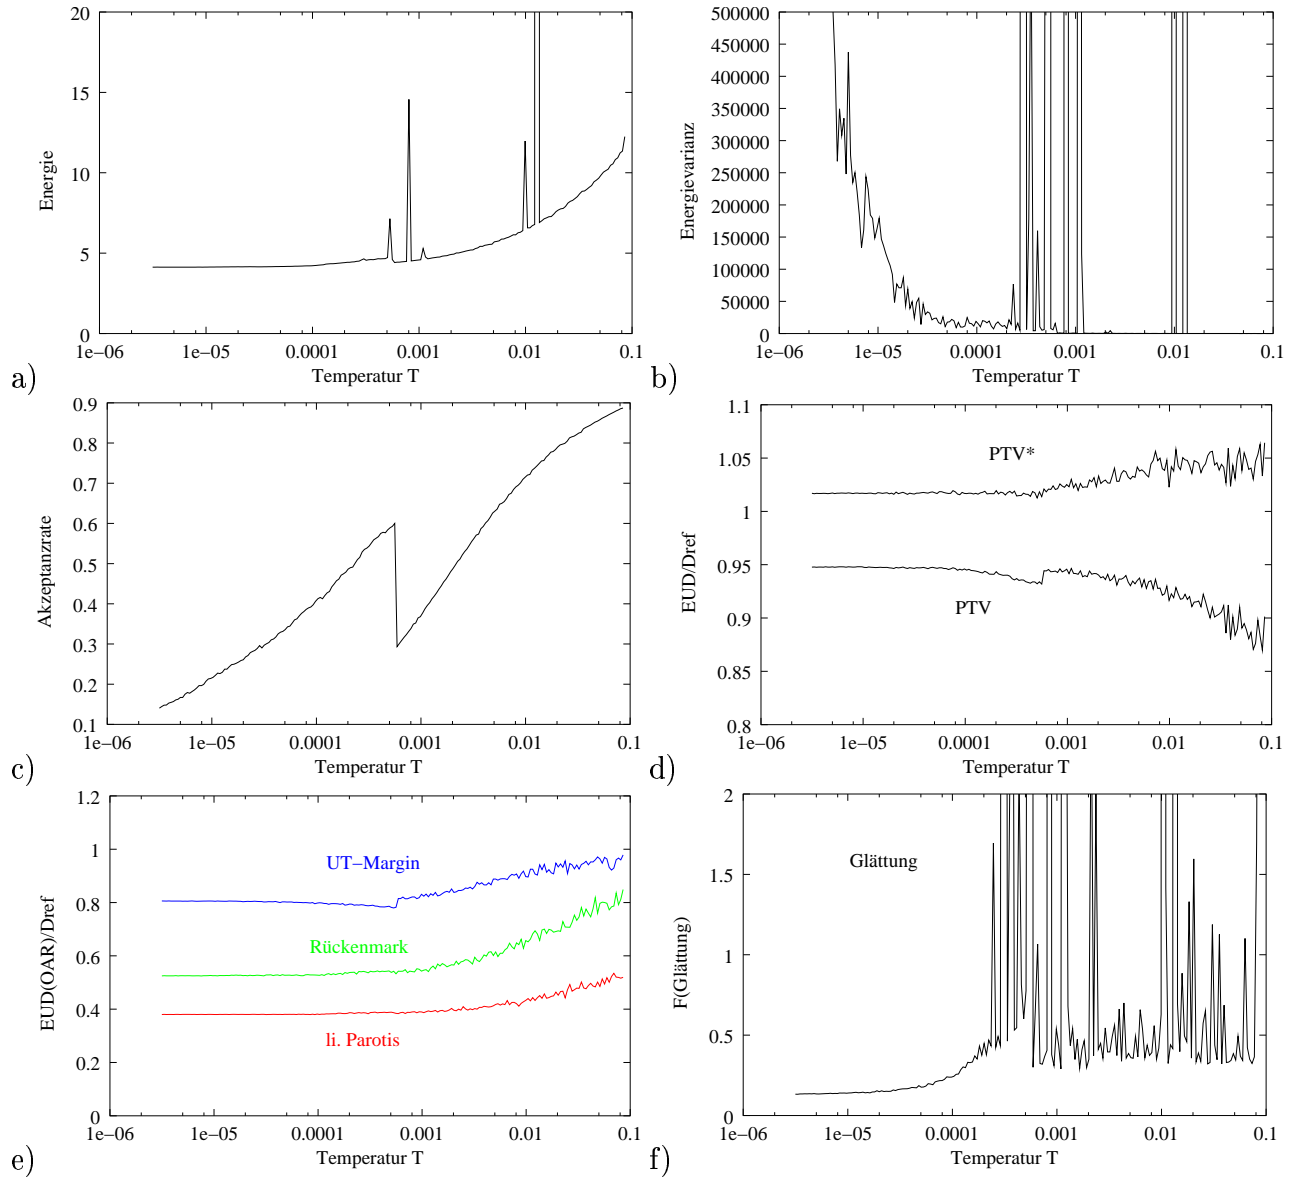 20
15
10
5
0
Energie
1e−06
1e−05
0.0001
0.001
0.01
0.1
Temperatur T
a)
500000
450000
400000
350000
300000
250000
200000
150000
100000
50000
0
Energievarianz
1e−06
1e−05
0.0001
0.001
0.01
0.1
Temperatur T
b)
0.9
0.8
0.7
0.6
0.5
0.4
0.3
0.2
0.1
Akzeptanzrate
1e−06
1e−05
0.0001
0.001
0.01
0.1
Temperatur T
c)
1.1
1.05
1
0.95
0.9
0.85
0.8
EUD/Dref
PTV*
PTV
1e−06
1e−05
0.0001
0.001
0.01
0.1
Temperatur T
d)
1.2
1
0.8
0.6
0.4
0.2
0
EUD(OAR)/Dref
UT−Margin
Rückenmark
li. Parotis
1e−06
1e−05
0.0001
0.001
0.01
0.1
Temperatur T
e)
2
1.5
1
0.5
0
F(Glättung)
Glättung
1e−06
1e−05
0.0001
0.001
0.01
0.1
Temperatur T
f)